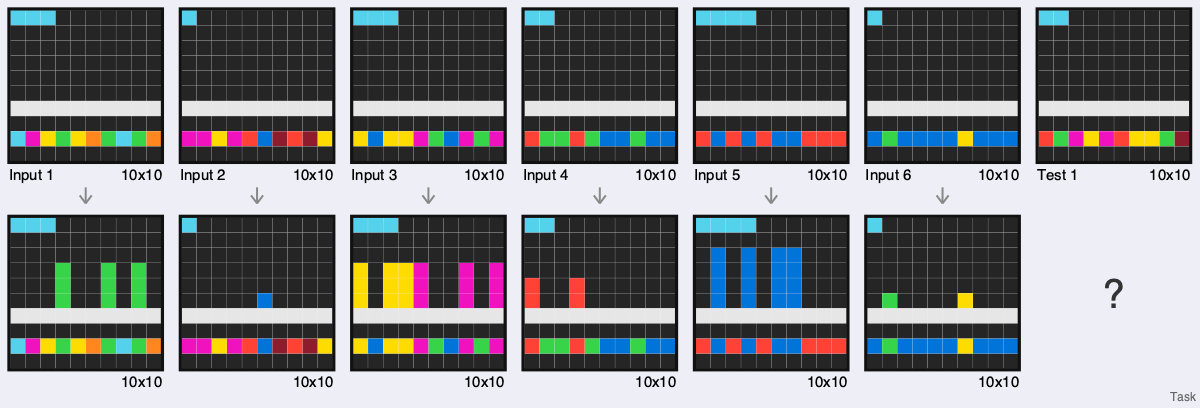 Input 1 10x10
Input 2 10x10
Input 3 10x10
Input 4 10x10
Input 5 10x10
Input 6 10x10
Test 1 10x10
?
10x10
10x10
10x10
10x10
10x10
10x10
Task